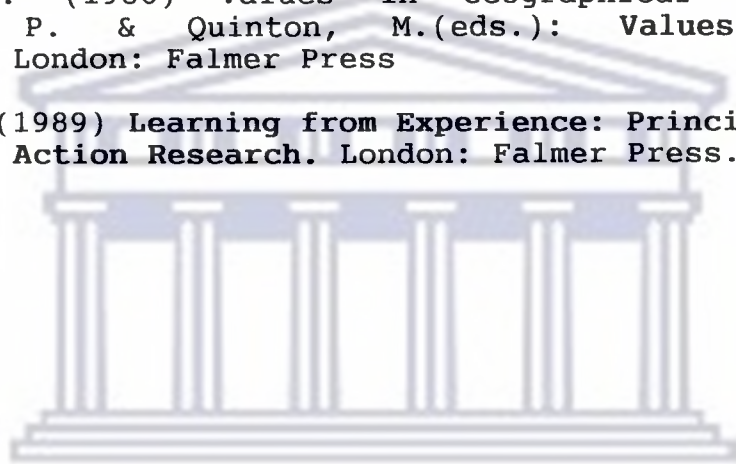 P. & Quinton, M.(eds.): Values
London: Falmer Press
(1989) Learning from Experience: Princi
Action Research. London: Falmer Press.